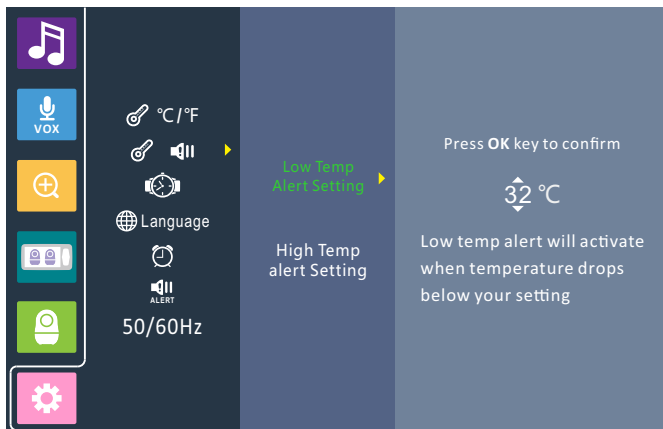 VOX
°C/°F
Language
ALERT
50/60Hz
Low Temp
Alert Setting
High Temp
alert Setting
Press OK key to confirm
32 °C
Low temp alert will activate
when temperature drops
below your setting